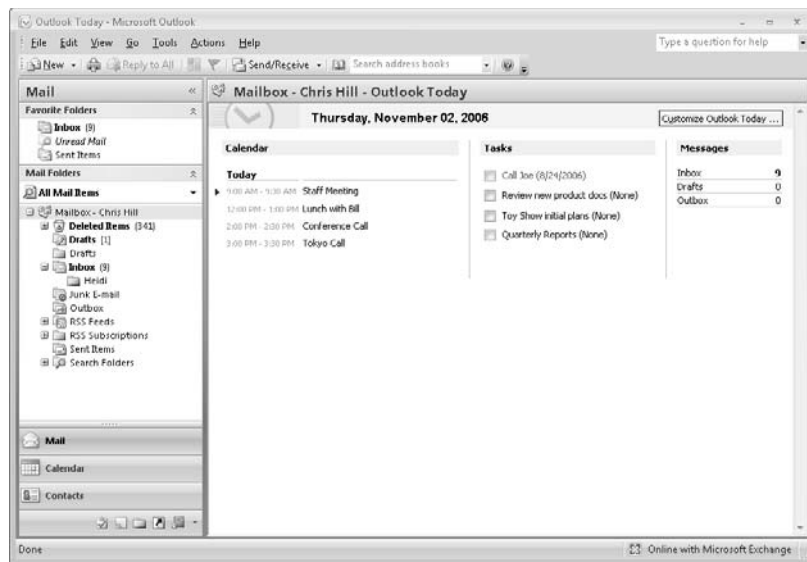 Outlook Today - Microsoft Outlook
File Edit View Go Tools Actions Help
Type a question for help
New Reply to All Send/Receive Search address books
Mail
Mailbox - Chris Hill - Outlook Today
Favorite Folders
Inbox (9)
Unread Mail
Sent Items
Mail Folders
All Mail Items
Mailbox - Chris Hill
Deleted Items (341)
Drafts [1]
Drafts
Inbox (9)
Heidi
Junk E-mail
Outbox
RSS Feeds
RSS Subscriptions
Sent Items
Search Folders
Mail
Calendar
Contacts
Thursday, November 02, 2006
Customize Outlook Today ...
Calendar
Today
9:00 AM - 9:30 AM Staff Meeting
12:00 PM - 1:00 PM Lunch with Bill
2:00 PM - 2:30 PM Conference Call
3:00 PM - 3:30 PM Tokyo Call
Tasks
Call Joe (8/24/2006)
Review new product docs (None)
Toy Show initial plans (None)
Quarterly Reports (None)
Messages
Inbox 9
Drafts 0
Outbox 0
Done
Online with Microsoft Exchange